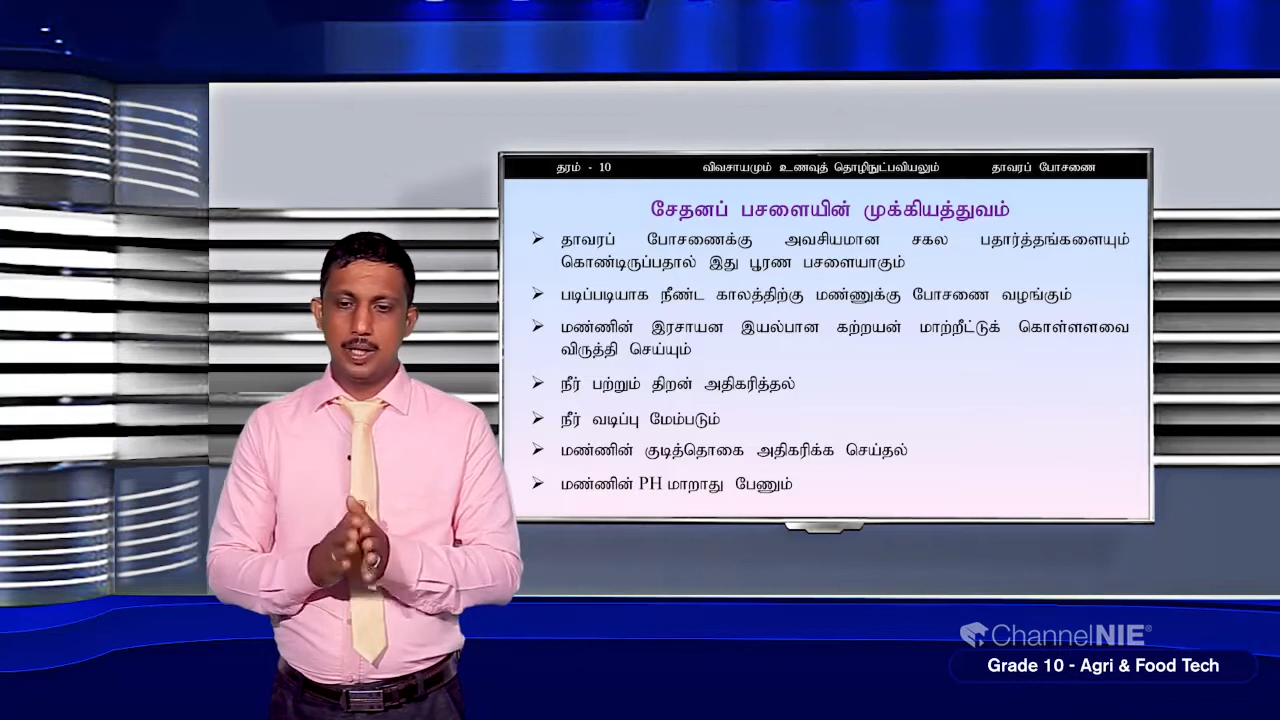 தரம் - 10 விவசாயமும் உணவுத் தொழிநுட்பவியலும் தாவரப் போசணை
சேதனப் பசளையின் முக்கியத்துவம்
➢ தாவரப் போசணைக்கு அவசியமான சகல பதார்த்தங்களையும்
கொண்டிருப்பதால் இது பூரண பசளையாகும்
➢ படிப்படியாக நீண்ட காலத்திற்கு மண்ணுக்கு போசணை வழங்கும்
➢ மண்ணின் இரசாயன இயல்பான கற்றயன் மாற்றீட்டுக் கொள்ளளவை
விருத்தி செய்யும்
➢ நீர் பற்றும் திறன் அதிகரித்தல்
➢ நீர் வடிப்பு மேம்படும்
➢ மண்ணின் குடித்தொகை அதிகரிக்க செய்தல்
➢ மண்ணின் PH மாறாது பேணும்
ChannelNIE®
Grade 10 - Agri & Food Tech